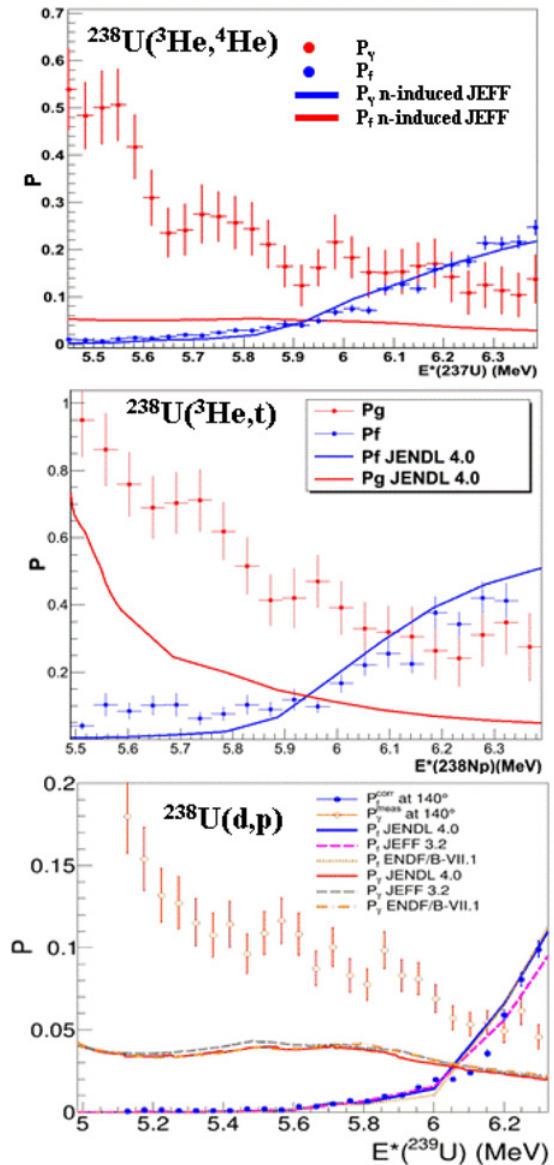 238U(3He,4He)
Pγ
Pf
Pγ n-induced JEFF
Pf n-induced JEFF
0.7
0.6
0.5
0.4
0.3
0.2
0.1
0
P
5.5 5.6 5.7 5.8 5.9 6 6.1 6.2 6.3
E*(237U) (MeV)
238U(3He,t)
Pg
Pf
Pf JENDL 4.0
Pg JENDL 4.0
1
0.8
0.6
0.4
0.2
P
5.5 5.6 5.7 5.8 5.9 6 6.1 6.2 6.3
E*(238Np)(MeV)
238U(d,p)
Pf corr at 140°
Pγ meas at 140°
Pf JENDL 4.0
Pf JEFF 3.2
Pf ENDF/B-VII.1
Pγ JENDL 4.0
Pγ JEFF 3.2
Pγ ENDF/B-VII.1
0.2
0.15
0.1
0.05
0
P
5 5.2 5.4 5.6 5.8 6 6.2
E*(239U) (MeV)